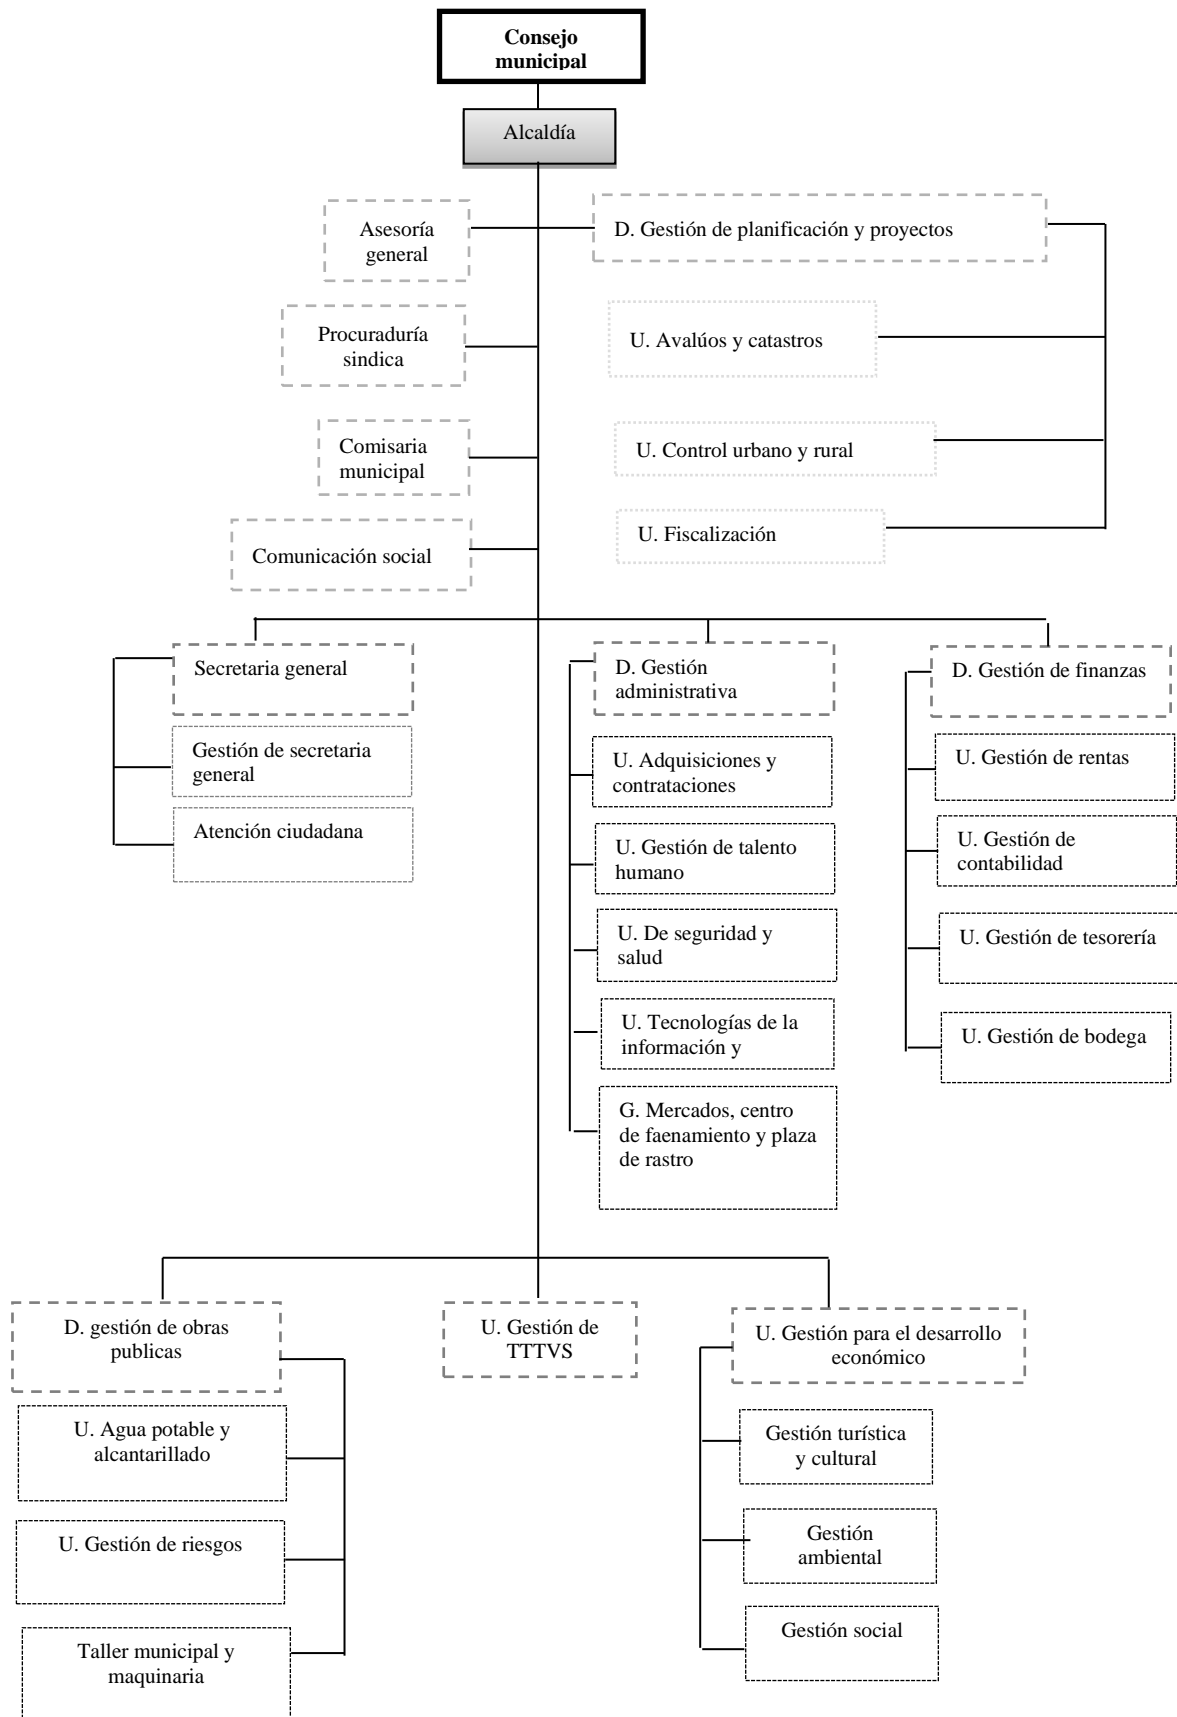 Consejo
municipal
Alcaldía
Asesoría
general
D. Gestión de planificación y proyectos
Procuraduría
sindica
U. Avalúos y catastros
Comisaria
municipal
U. Control urbano y rural
Comunicación social
U. Fiscalización
Secretaria general
Gestión de secretaria
general
Atención ciudadana
D. Gestión
administrativa
U. Adquisiciones y
contrataciones
U. Gestión de talento
humano
U. De seguridad y
salud
U. Tecnologías de la
información y
G. Mercados, centro
de faenamiento y plaza
de rastro
D. Gestión de finanzas
U. Gestión de rentas
U. Gestión de
contabilidad
U. Gestión de tesorería
U. Gestión de bodega
D. gestión de obras
publicas
U. Agua potable y
alcantarillado
U. Gestión de riesgos
Taller municipal y
maquinaria
U. Gestión de
TTTVS
U. Gestión para el desarrollo
económico
Gestión turística
y cultural
Gestión
ambiental
Gestión social